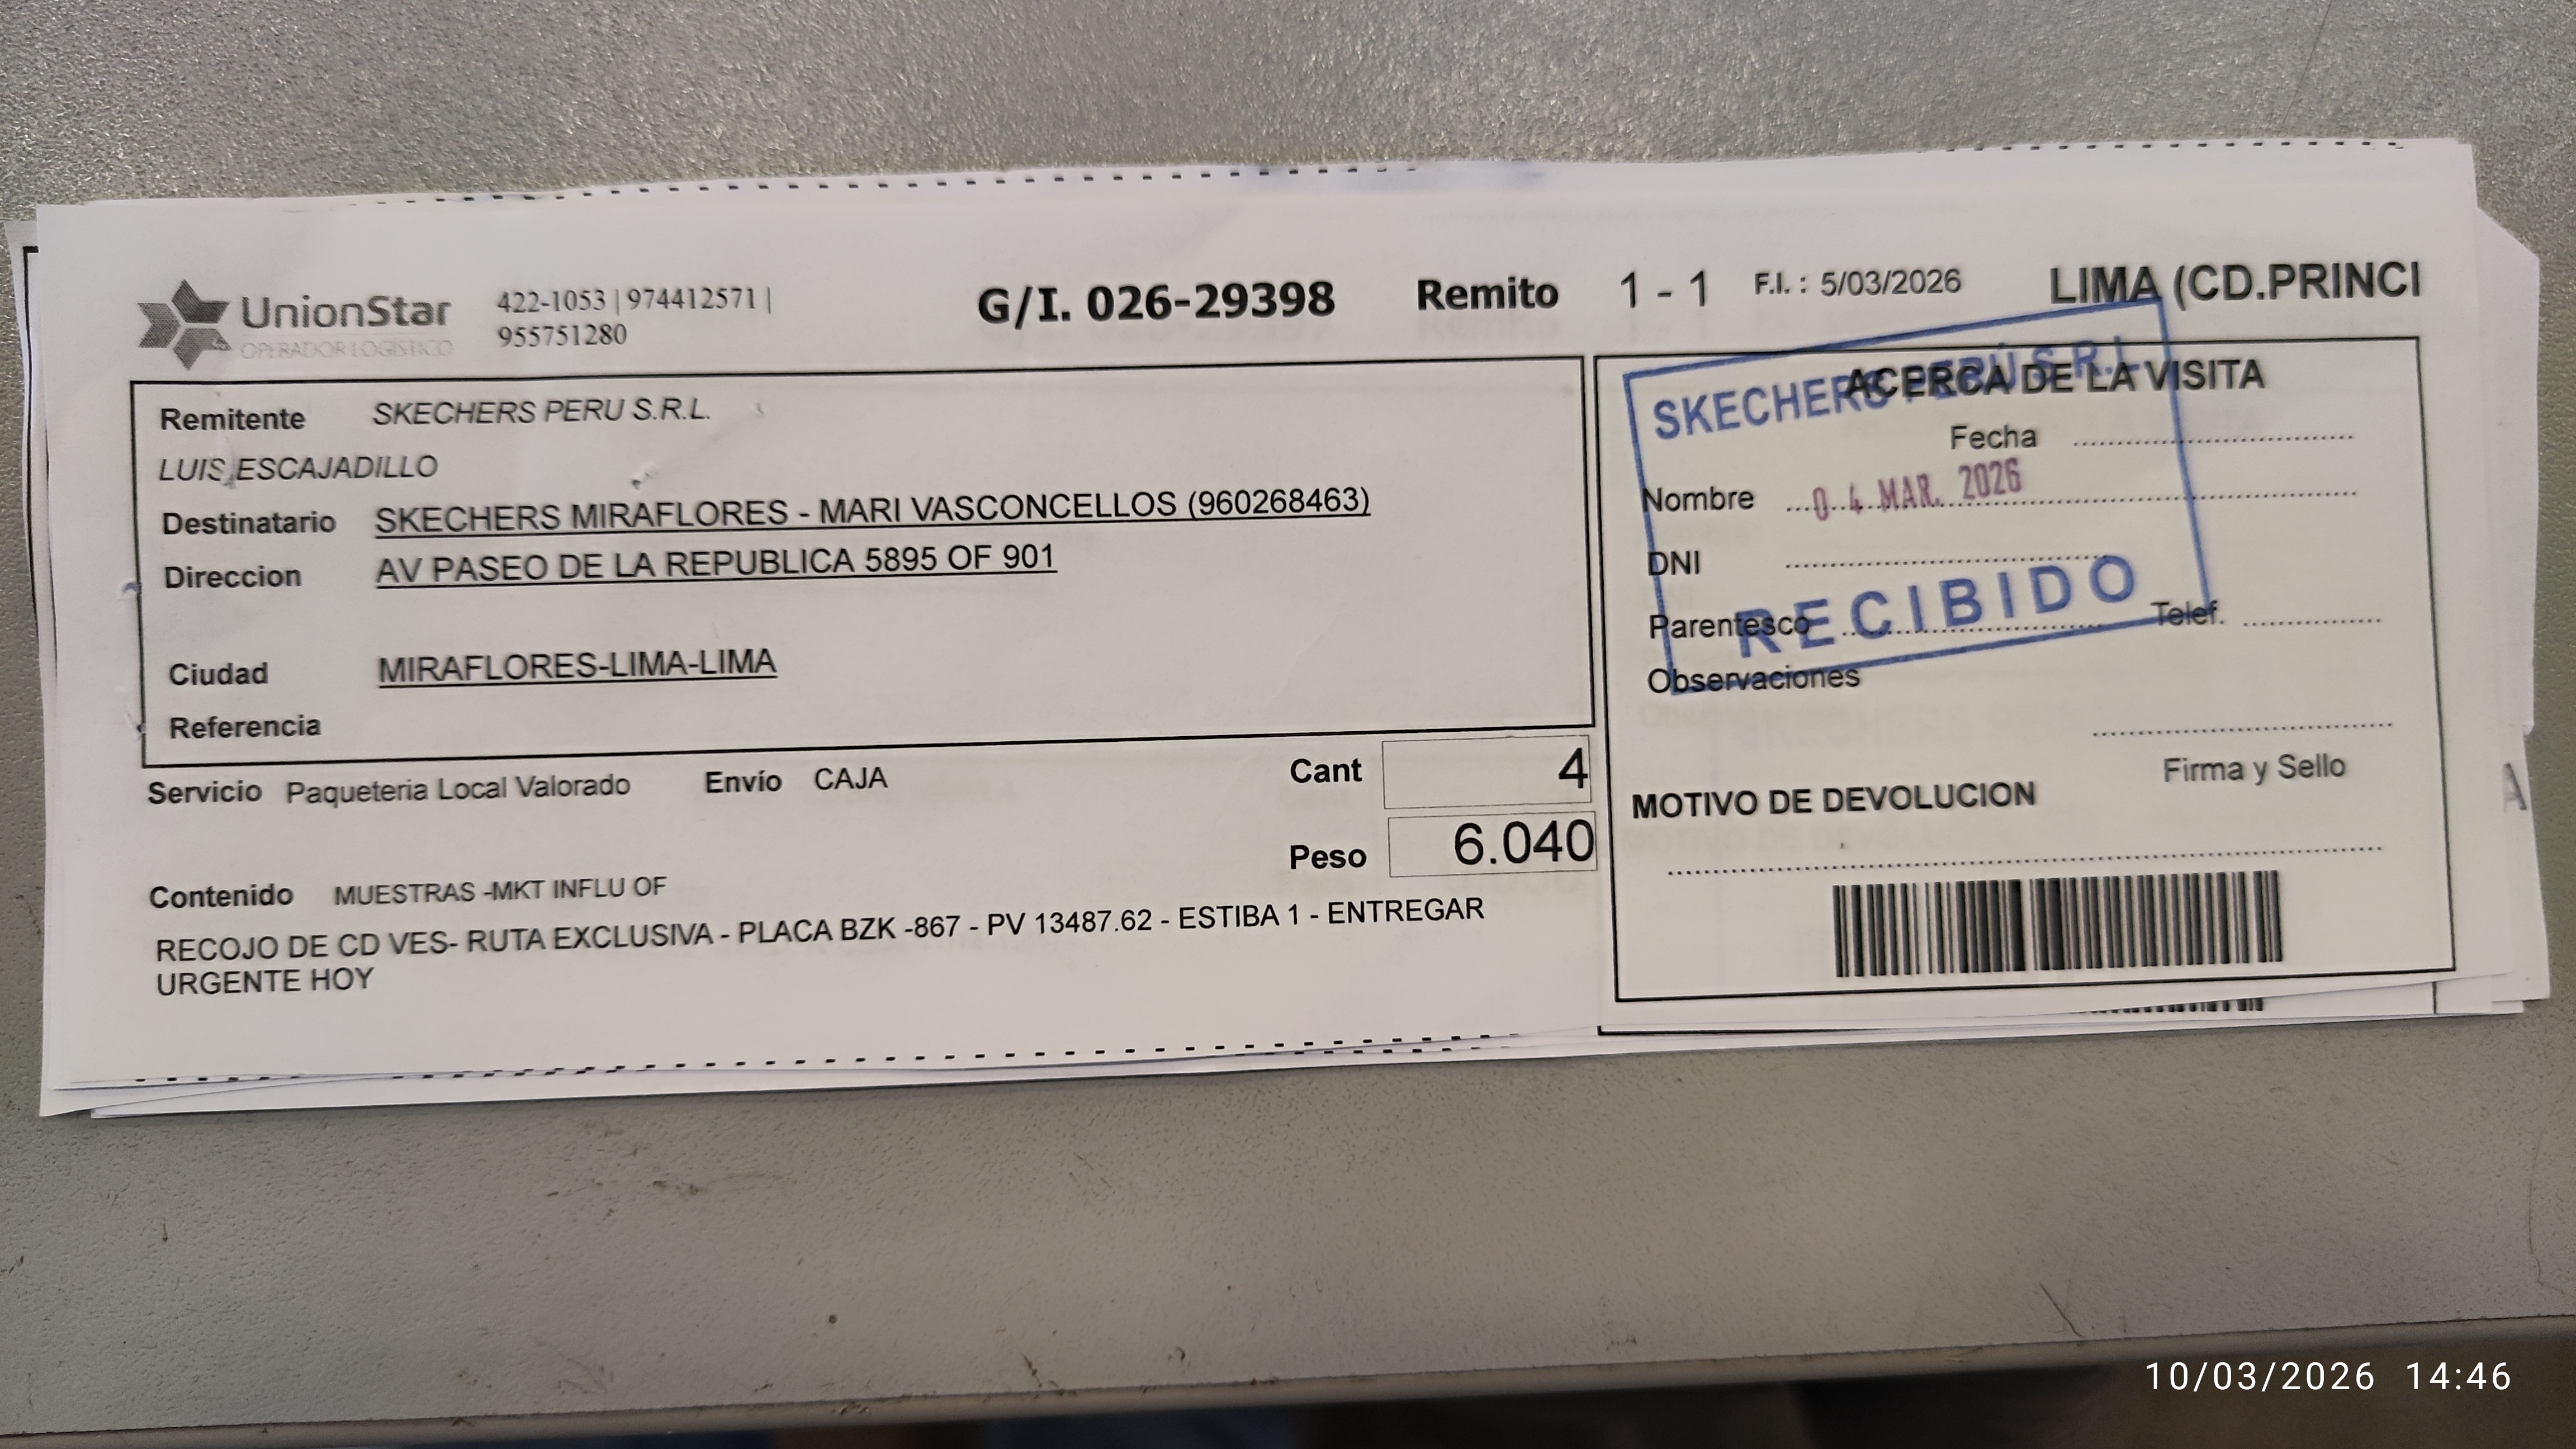 UnionStar
OPERADOR LOGÍSTICO
422-1053 | 974412571 |
955751280
G/I. 026-29398 Remito 1 - 1 F.I. : 5/03/2026 LIMA (CD.PRINCI
Remitente SKECHERS PERU S.R.L.
LUIS ESCAJADILLO
Destinatario SKECHERS MIRAFLORES - MARI VASCONCELLOS (960268463)
Direccion AV PASEO DE LA REPUBLICA 5895 OF 901
Ciudad MIRAFLORES-LIMA-LIMA
Referencia
Servicio Paqueteria Local Valorado Envío CAJA
Cant 4
Peso 6.040
Contenido MUESTRAS -MKT INFLU OF
RECOJO DE CD VES- RUTA EXCLUSIVA - PLACA BZK -867 - PV 13487.62 - ESTIBA 1 - ENTREGAR
URGENTE HOY
ACERCA DE LA VISITA
SKECHERS PERÚ S.R.L.
Fecha
Nombre
04 MAR. 2026
DNI
RECIBIDO
Parentesco Telef.
Observaciones
Firma y Sello
MOTIVO DE DEVOLUCION
A
10/03/2026 14:46